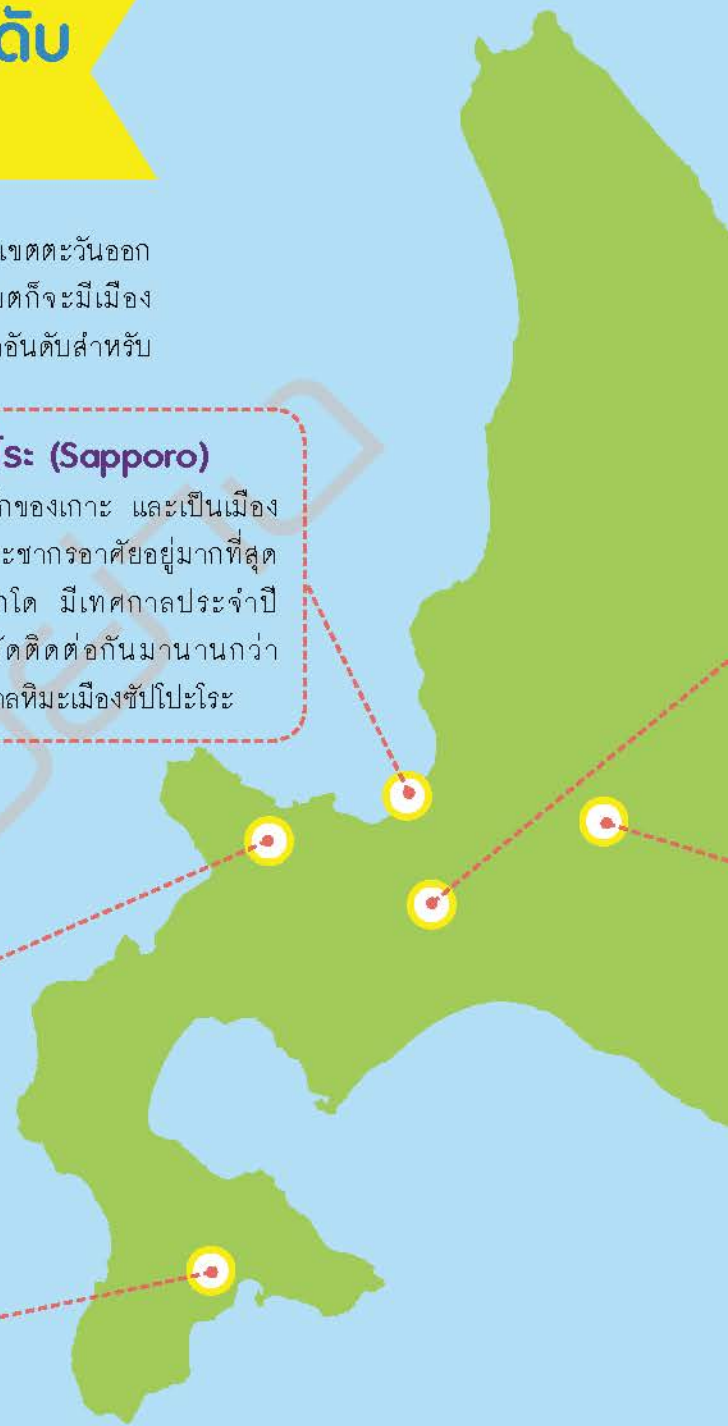 ดับ
เขตตะวันออก
ก็จะมีเมือง
อันดับสำหรับ
โระ (Sapporo)
ของเกาะ และเป็นเมือง
ะชากรอาศัยอยู่มากที่สุด
กโด มีเทศกาลประจำปี
ัดติดต่อกันมานานกว่า
าลหิมะเมืองซัปโปะโระ